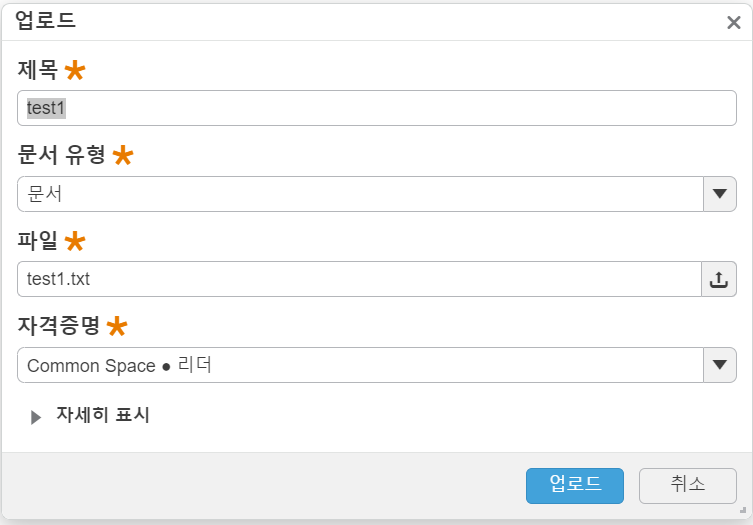 업로드
제목 *
test1
문서 유형 *
문서
파일 *
test1.txt
자격증명 *
Common Space ● 리더
자세히 표시
업로드 취소